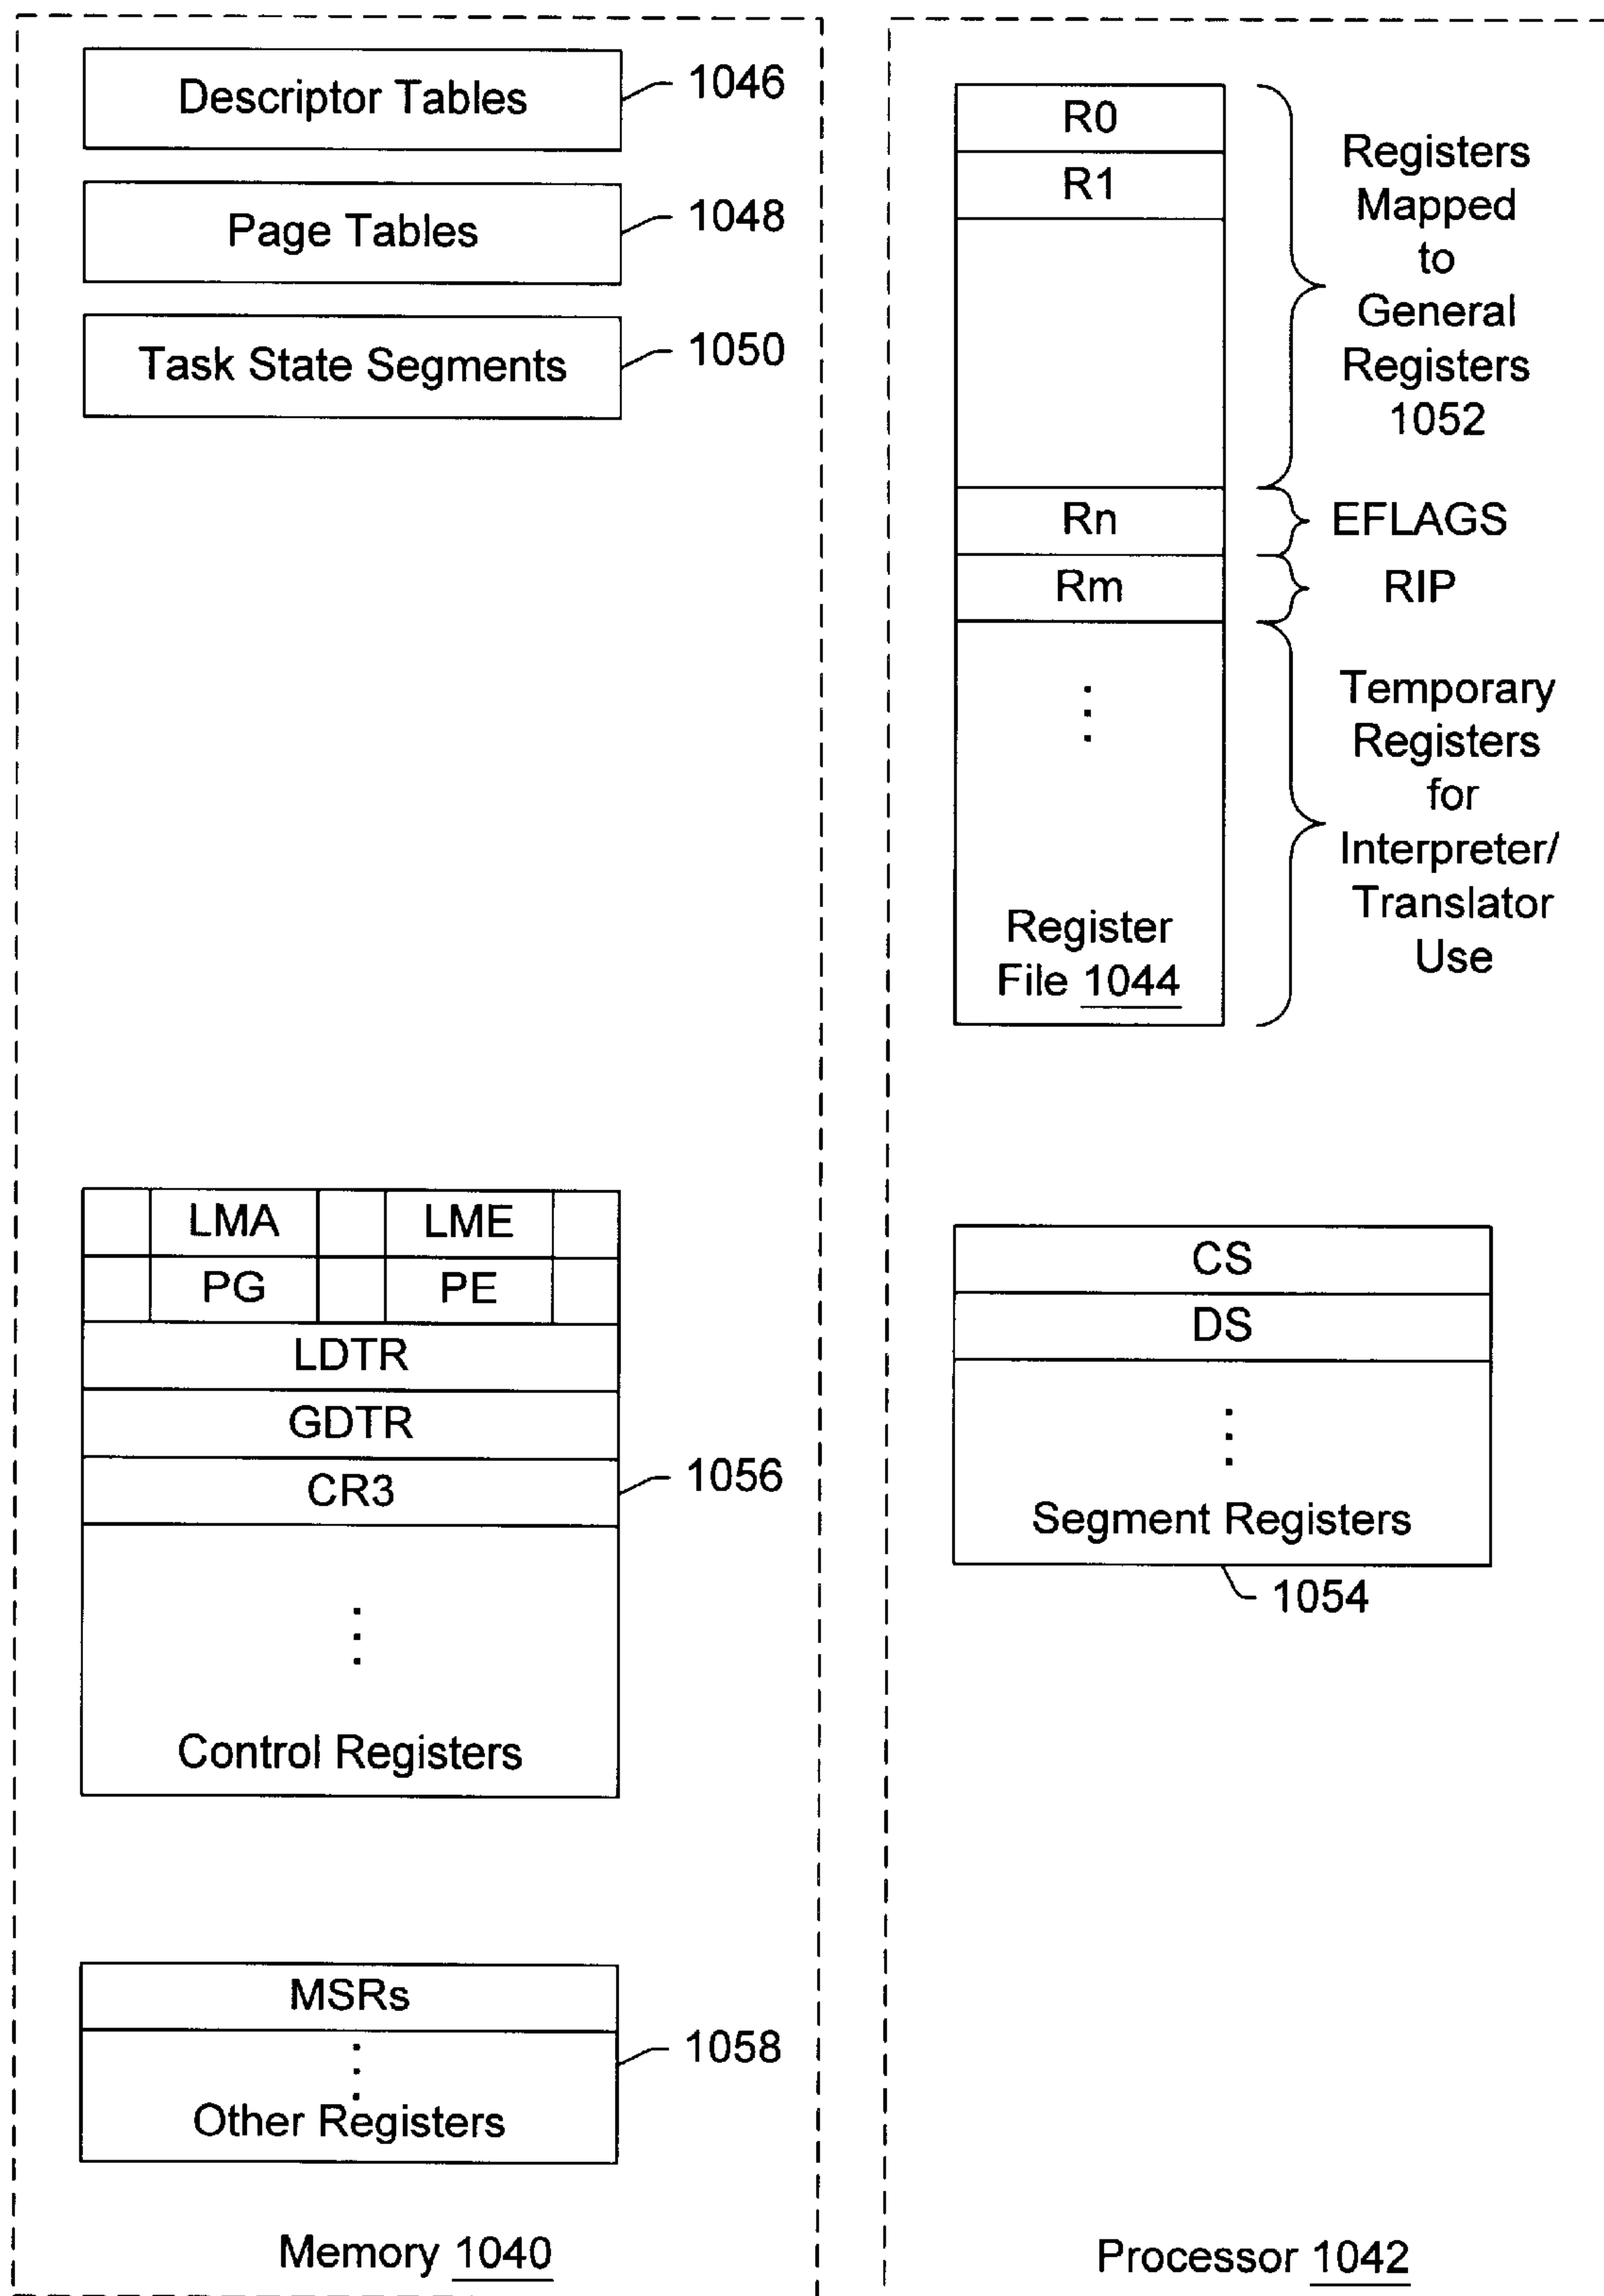 Descriptor Tables
1046
Page Tables
1048
Task State Segments
1050
LMA
LME
PG
PE
LDTR
GDTR
CR3
1056
Control Registers
MSRs
1058
Other Registers
Memory 1040
R0
R1
Registers
Mapped
to
General
Registers
1052
Rn
EFLAGS
Rm
RIP
Temporary
Registers
for
Interpreter/
Translator
Use
Register
File 1044
CS
DS
Segment Registers
1054
Processor 1042